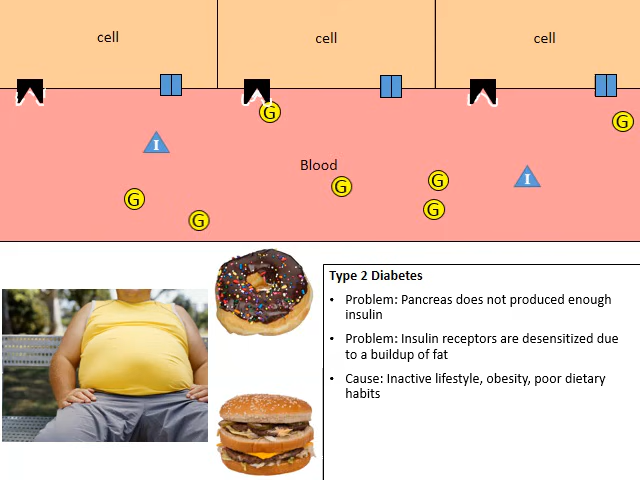 cell
cell
cell
G
G
I
Blood
I
G
G
G
G
G
Type 2 Diabetes
• Problem: Pancreas does not produced enough
insulin
• Problem: Insulin receptors are desensitized due
to a buildup of fat
• Cause: Inactive lifestyle, obesity, poor dietary
habits